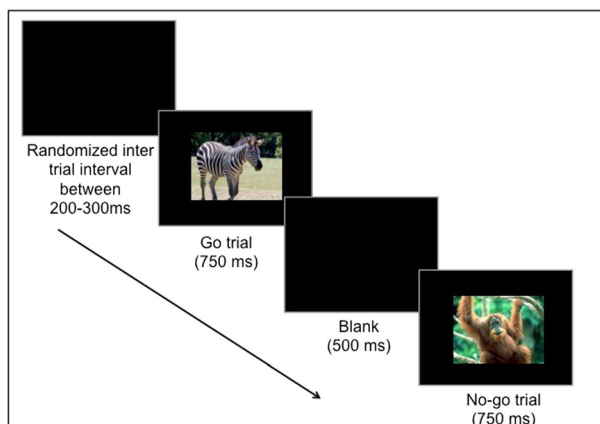 Randomized inter
trial interval
between
200-300ms
Go trial
(750 ms)
Blank
(500 ms)
No-go trial
(750 ms)